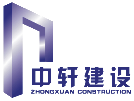 中轩建设
ZHONGXUAN CONSTRUCTION